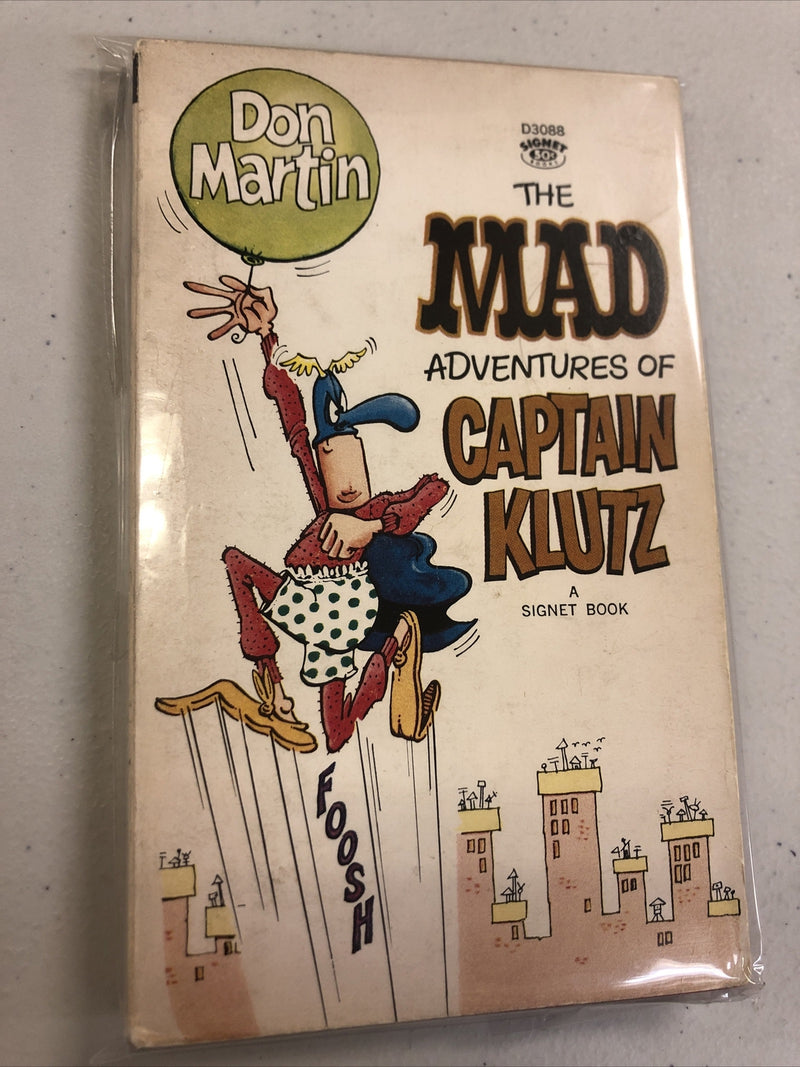 Don
Martin
D3088
SIGNET
50¢
BOOKS
THE
MAD
ADVENTURES OF
CAPTAIN
KLUTZ
A
SIGNET BOOK
FOOSH